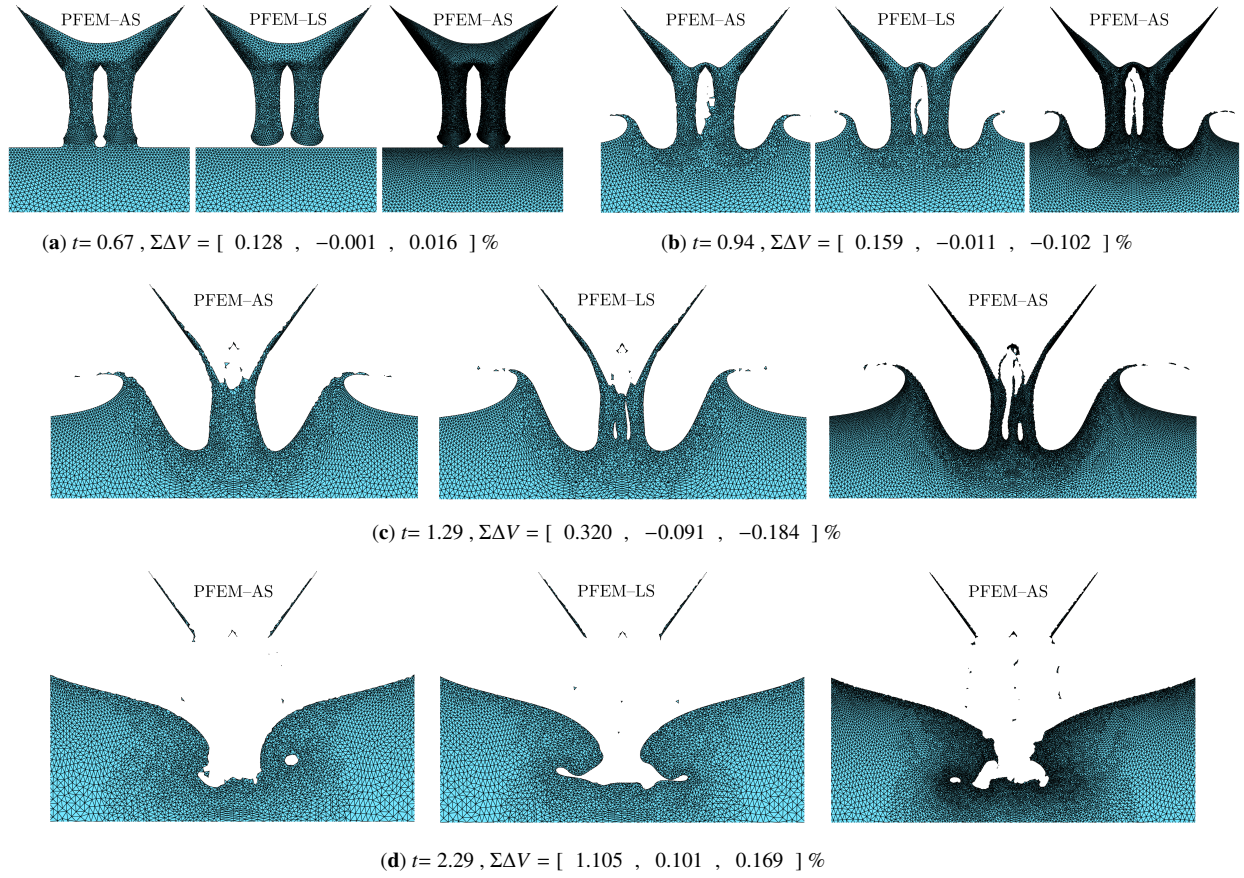 PFEM–AS PFEM–LS PFEM–AS PFEM–AS PFEM–LS PFEM–AS
(a) t= 0.67 , ΣΔV = [ 0.128 , −0.001 , 0.016 ] % (b) t= 0.94 , ΣΔV = [ 0.159 , −0.011 , −0.102 ] %
PFEM–AS PFEM–LS PFEM–AS
(c) t= 1.29 , ΣΔV = [ 0.320 , −0.091 , −0.184 ] %
PFEM–AS PFEM–LS PFEM–AS
(d) t= 2.29 , ΣΔV = [ 1.105 , 0.101 , 0.169 ] %